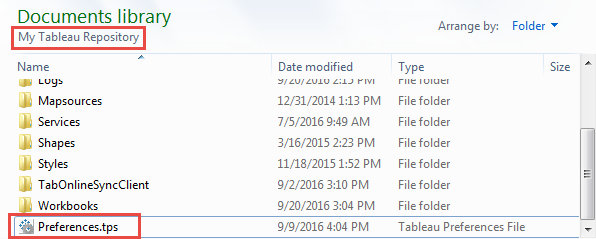 Documents library
My Tableau Repository
Arrange by: Folder
Name Date modified Type Size
Logs 9/20/2016 2:15 PM File folder
Mapsources 12/31/2014 1:13 PM File folder
Services 7/5/2016 9:49 AM File folder
Shapes 3/16/2015 2:23 PM File folder
Styles 11/18/2015 1:52 PM File folder
TabOnlineSyncClient 9/2/2016 3:10 PM File folder
Workbooks 9/20/2016 3:04 PM File folder
Preferences.tps 9/9/2016 4:04 PM Tableau Preferences File